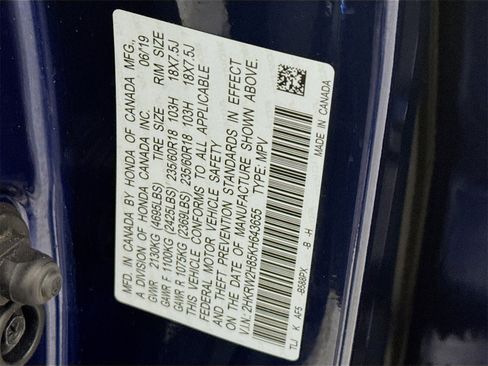 MFD. IN CANADA BY HONDA OF CANADA MFG.,
A DIVISION OF HONDA CANADA INC. 06/19
TIRE SIZE RIM SIZE
GVWR 2130KG (4695LBS)
GAWR F 1100KG (2425LBS) 235/60R18 103H 18X7.5J
GAWR R 1075KG (2369LBS) 235/60R18 103H 18X7.5J
THIS VEHICLE CONFORMS TO ALL APPLICABLE
FEDERAL MOTOR VEHICLE SAFETY
AND THEFT PREVENTION STANDARDS IN EFFECT
ON THE DATE OF MANUFACTURE SHOWN ABOVE.
V.I.N: 2HKRW2H85KH643655 TYPE: MPV
TLJ K AF5 -B588PX -B -H
MADE IN CANADA